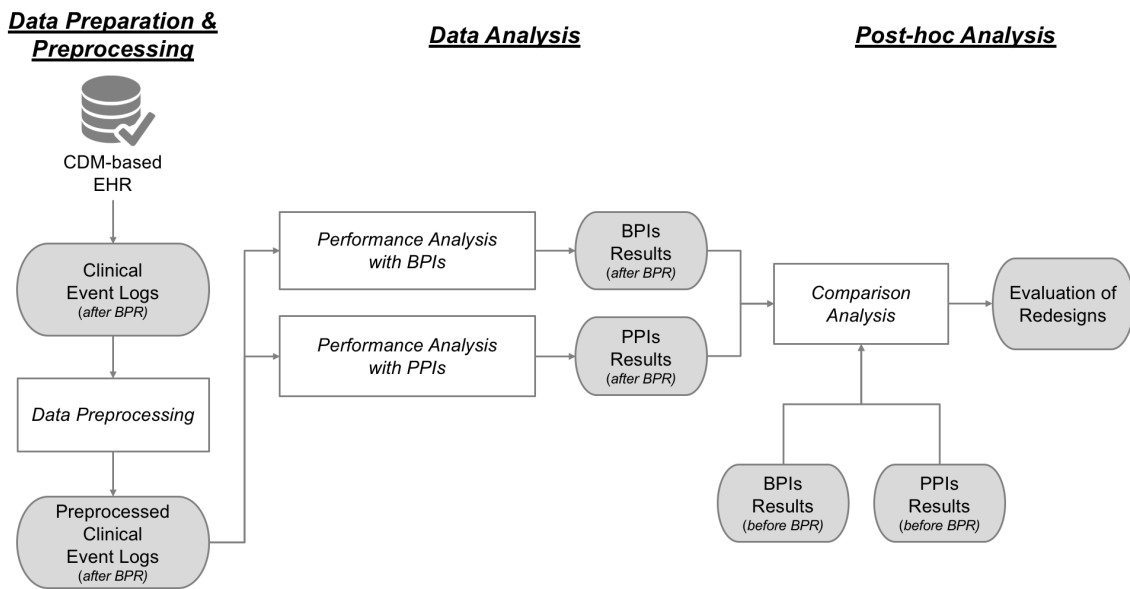 Data Preparation &
Preprocessing
CDM-based
EHR
Clinical
Event Logs
(after BPR)
Data Preprocessing
Preprocessed
Clinical
Event Logs
(after BPR)
Data Analysis
Performance Analysis
with BPIs
BPIs
Results
(after BPR)
Performance Analysis
with PPIs
PPIs
Results
(after BPR)
Post-hoc Analysis
Comparison
Analysis
Evaluation of
Redesigns
BPIs
Results
(before BPR)
PPIs
Results
(before BPR)